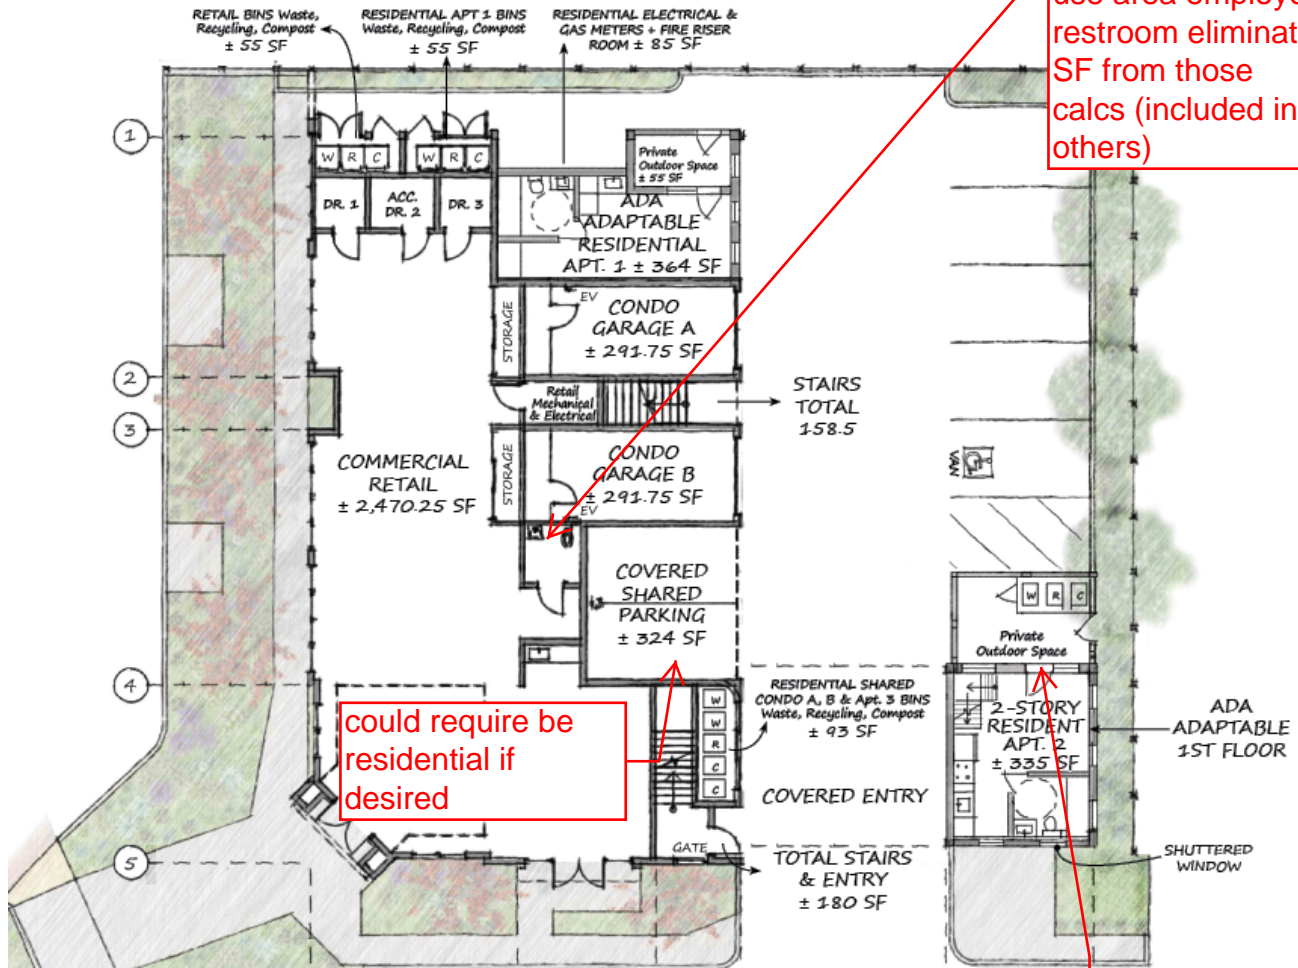 RETAIL BINS Waste,
Recycling, Compost
± 55 SF
RESIDENTIAL APT 1 BINS
Waste, Recycling, Compost
± 55 SF
RESIDENTIAL ELECTRICAL &
GAS METERS + FIRE RISER
ROOM ± 85 SF
restroom eliminat
SF from those
calcs (included in
others)
1
W R C
W R C
Private
Outdoor Space
± 55 SF
DR. 1
ACC.
DR. 2
DR. 3
ADA
ADAPTABLE
RESIDENTIAL
APT. 1 ± 364 SF
STORAGE
EV
CONDO
GARAGE A
± 291.75 SF
2
Retail
Mechanical
& Electrical
STAIRS
TOTAL
158.5
3
COMMERCIAL
RETAIL
± 2,470.25 SF
STORAGE
CONDO
GARAGE B
± 291.75 SF
EV
VAN
COVERED
SHARED
PARKING
± 324 SF
W R C
Private
Outdoor Space
4
could require be
residential if
desired
W
W
R
C
C
RESIDENTIAL SHARED
CONDO A, B & Apt. 3 BINS
Waste, Recycling, Compost
± 93 SF
2-STORY
RESIDENT
APT. 2
± 335 SF
ADA
ADAPTABLE
1ST FLOOR
COVERED ENTRY
5
GATE
TOTAL STAIRS
& ENTRY
± 180 SF
SHUTTERED
WINDOW